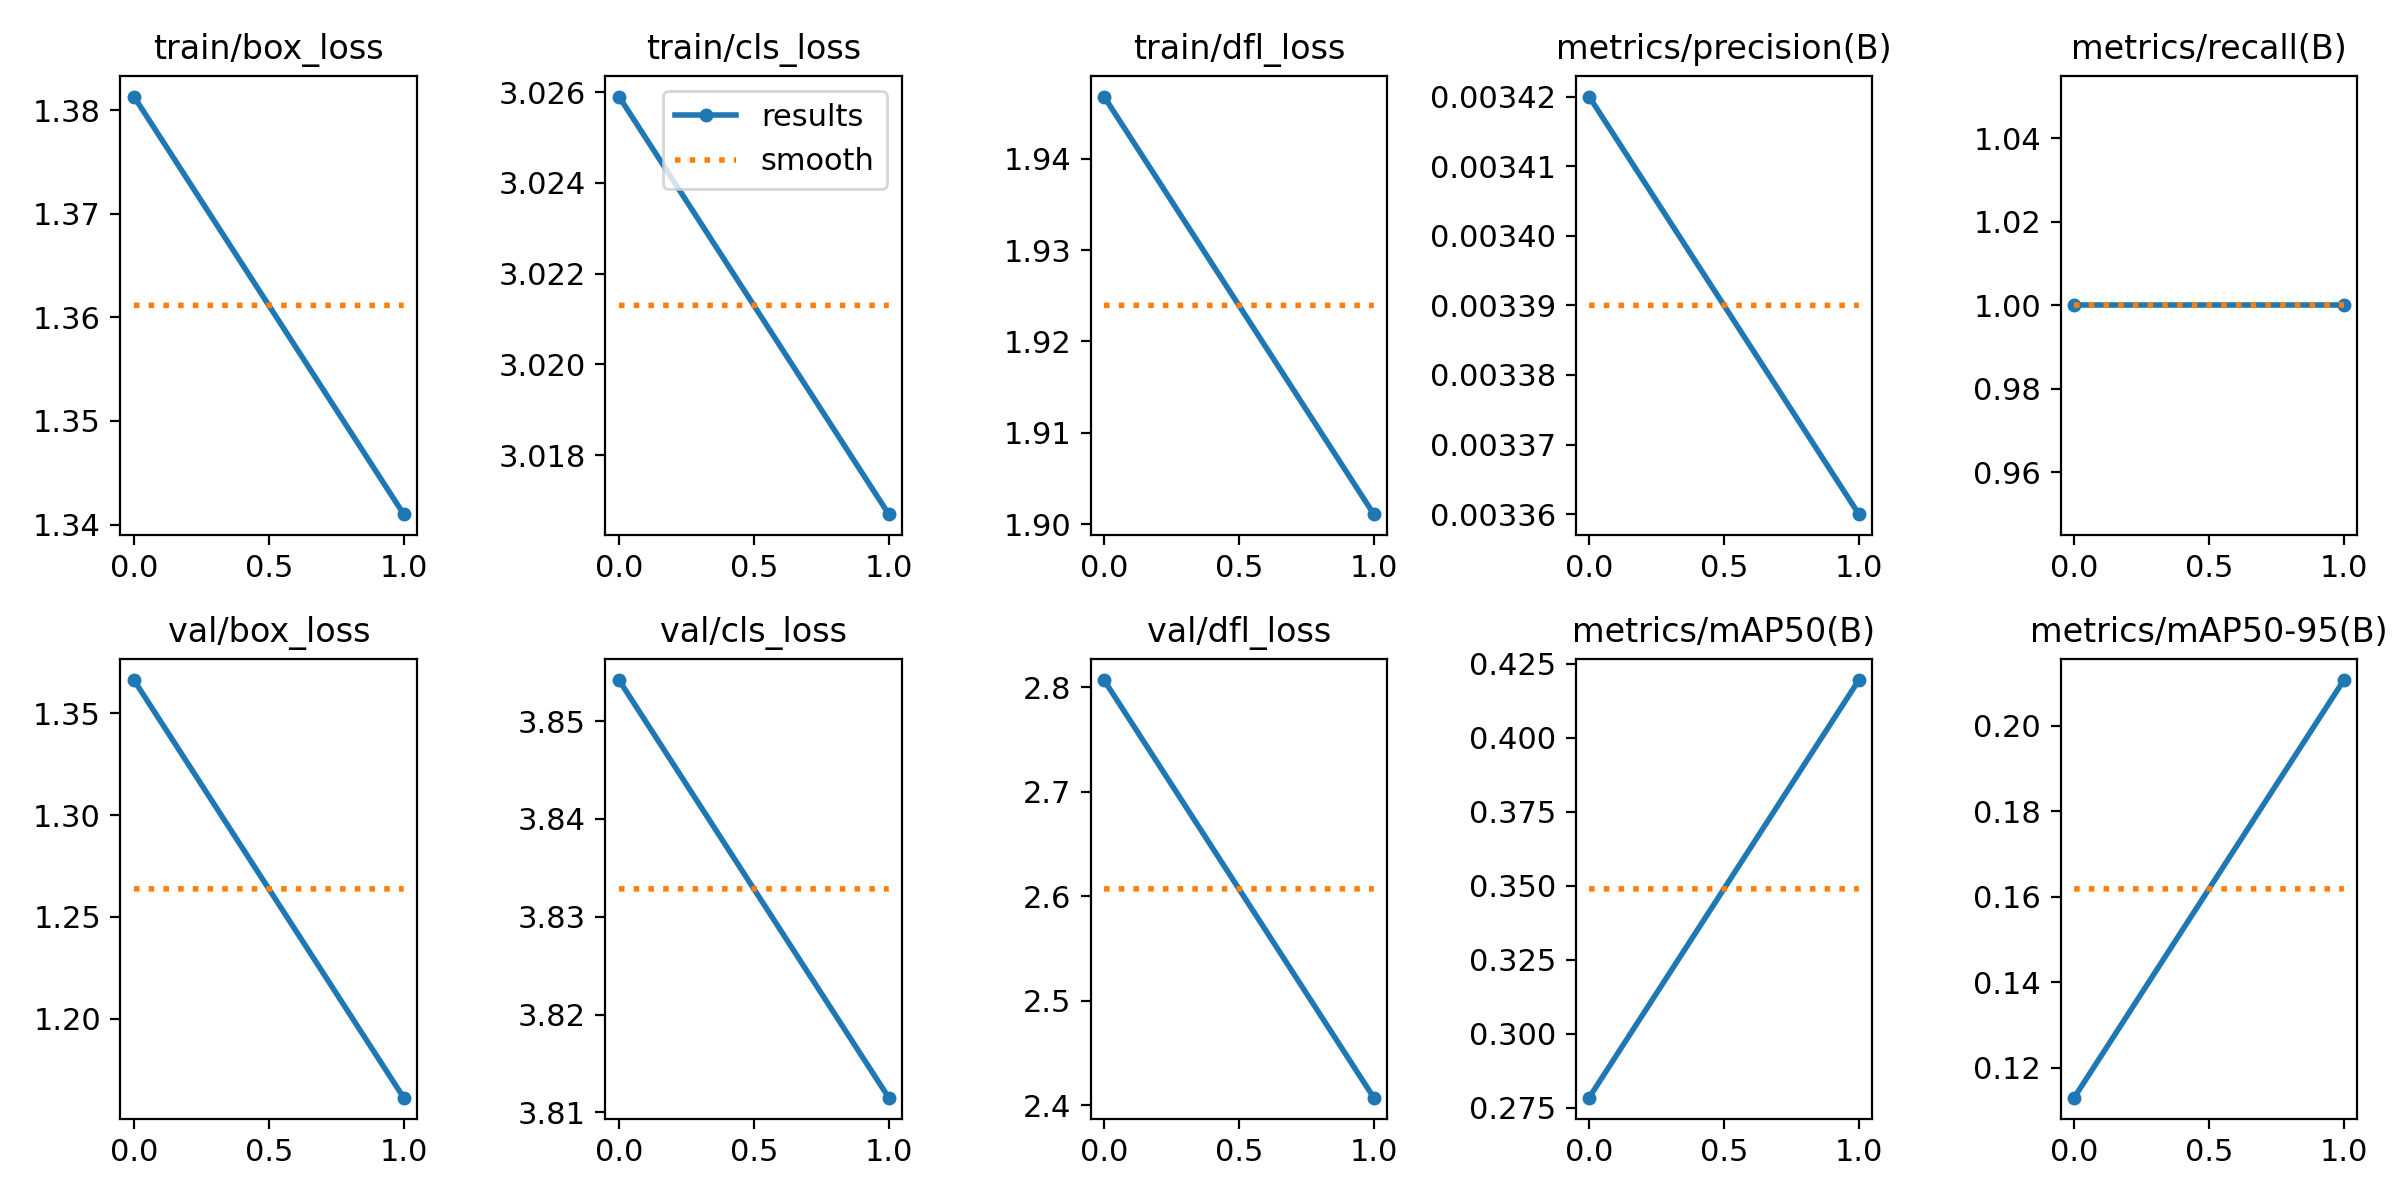 train/box_loss
1.38
1.37
1.36
1.35
1.34
0.0 0.5 1.0
train/cls_loss
results
smooth
3.026
3.024
3.022
3.020
3.018
0.0 0.5 1.0
train/dfl_loss
1.94
1.93
1.92
1.91
1.90
0.0 0.5 1.0
metrics/precision(B)
0.00342
0.00341
0.00340
0.00339
0.00338
0.00337
0.00336
0.0 0.5 1.0
metrics/recall(B)
1.04
1.02
1.00
0.98
0.96
0.0 0.5 1.0
val/box_loss
1.35
1.30
1.25
1.20
0.0 0.5 1.0
val/cls_loss
3.85
3.84
3.83
3.82
3.81
0.0 0.5 1.0
val/dfl_loss
2.8
2.7
2.6
2.5
2.4
0.0 0.5 1.0
metrics/mAP50(B)
0.425
0.400
0.375
0.350
0.325
0.300
0.275
0.0 0.5 1.0
metrics/mAP50-95(B)
0.20
0.18
0.16
0.14
0.12
0.0 0.5 1.0